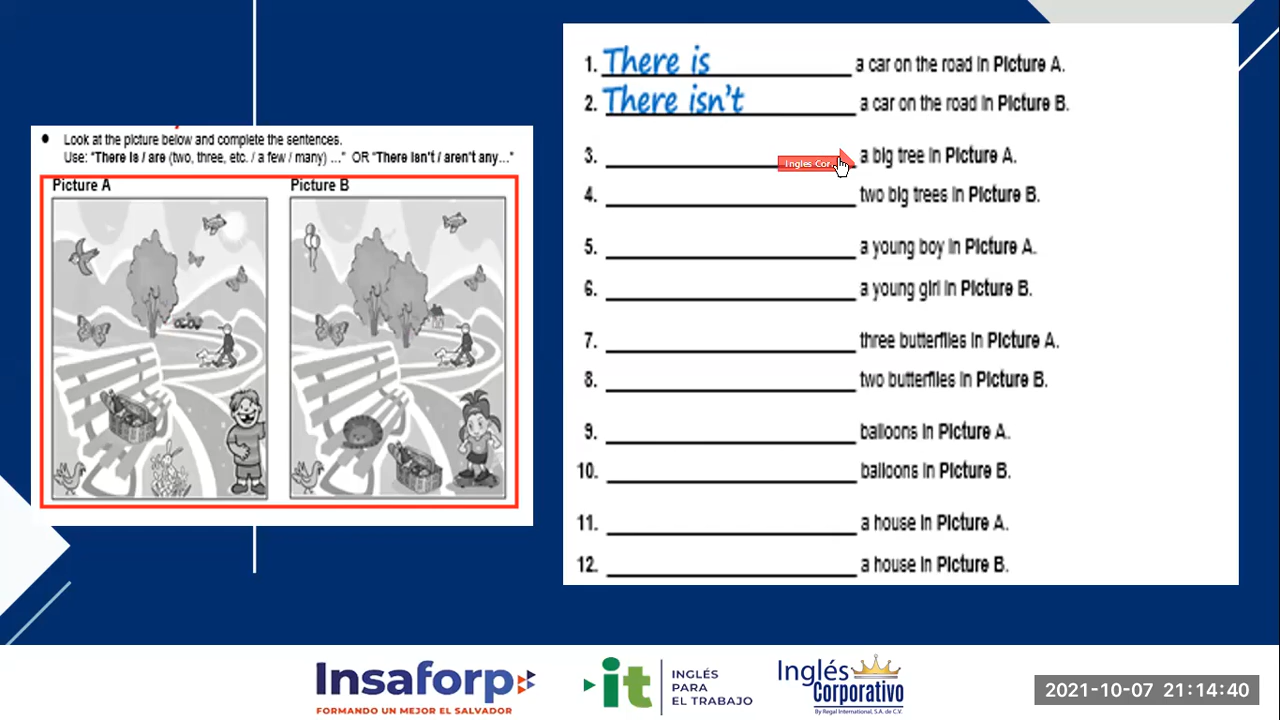 ● Look at the picture below and complete the sentences.
Use: "There is / are (two, three, etc. / a few / many) ..." OR "There isn't / aren't any..."
Picture A
Picture B
1. There is a car on the road in Picture A.
2. There isn't a car on the road in Picture B.
3. a big tree in Picture A.
Ingles Cor...
4. two big trees in Picture B.
5. a young boy in Picture A.
6. a young girl in Picture B.
7. three butterflies in Picture A.
8. two butterflies in Picture B.
9. balloons in Picture A.
10. balloons in Picture B.
11. a house in Picture A.
12. a house in Picture B.
Insaforp
FORMANDO UN MEJOR EL SALVADOR
it
INGLÉS
PARA
EL TRABAJO
Inglés
Corporativo
By Regal International, S.A. de C.V.
2021-10-07 21:14:40